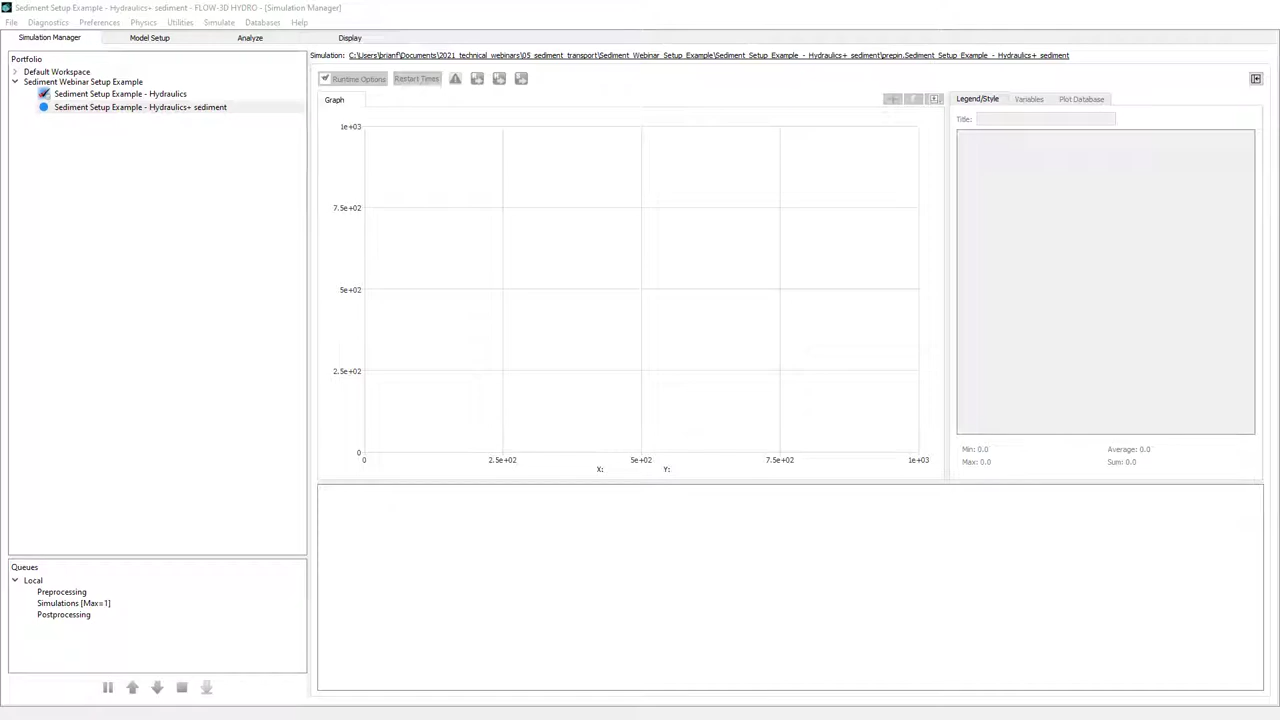 Sediment Setup Example - Hydraulics+ sediment - FLOW-3D HYDRO - [Simulation Manager]
File Diagnostics Preferences Physics Utilities Simulate Databases Help
Simulation Manager Model Setup Analyze Display
Portfolio
Default Workspace
Sediment Webinar Setup Example
Sediment Setup Example - Hydraulics
Sediment Setup Example - Hydraulics+ sediment
Simulation: C:\Users\brianf\Documents\2021_technical_webinars\05_sediment_transport\Sediment_Webinar_Setup_Example\Sediment_Setup_Example_-_Hydraulics+_sediment\prepin.Sediment_Setup_Example_-_Hydraulics+_sediment
Runtime Options Restart Times
Graph
1e+03
7.5e+02
5e+02
2.5e+02
0
0 2.5e+02 5e+02 7.5e+02 1e+03
X: Y:
Legend/Style Variables Plot Database
Title:
Min: 0.0 Average: 0.0
Max: 0.0 Sum: 0.0
Queues
Local
Preprocessing
Simulations [Max=1]
Postprocessing